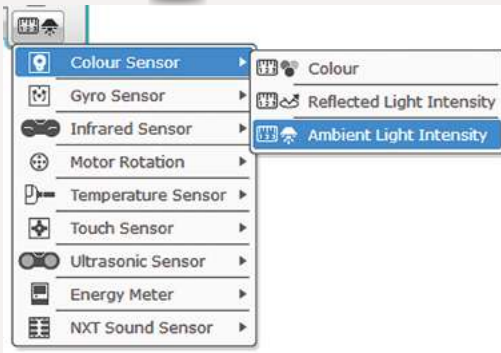 Colour Sensor
Gyro Sensor
Infrared Sensor
Motor Rotation
Temperature Sensor
Touch Sensor
Ultrasonic Sensor
Energy Meter
NXT Sound Sensor
Colour
Reflected Light Intensity
Ambient Light Intensity